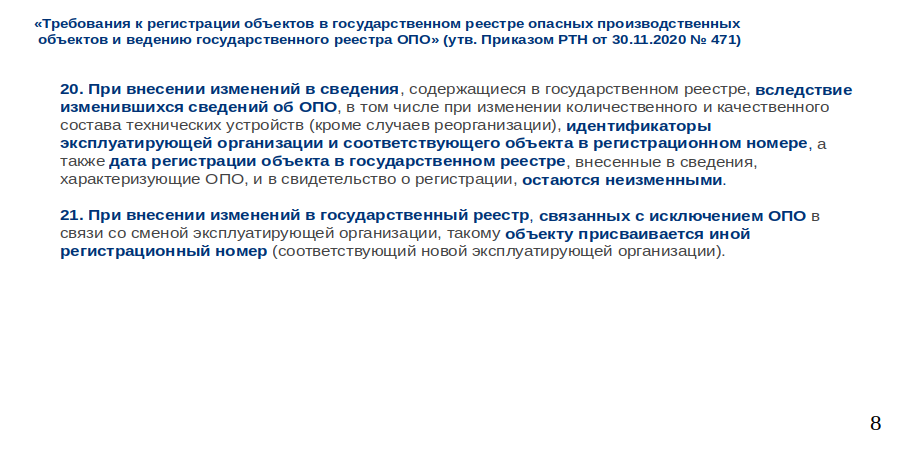 «Требования к регистрации объектов в государственном реестре опасных производственных
объектов и ведению государственного реестра ОПО» (утв. Приказом РТН от 30.11.2020 № 471)
20. При внесении изменений в сведения, содержащиеся в государственном реестре, вследствие
изменившихся сведений об ОПО, в том числе при изменении количественного и качественного
состава технических устройств (кроме случаев реорганизации), идентификаторы
эксплуатирующей организации и соответствующего объекта в регистрационном номере, а
также дата регистрации объекта в государственном реестре, внесенные в сведения,
характеризующие ОПО, и в свидетельство о регистрации, остаются неизменными.
21. При внесении изменений в государственный реестр, связанных с исключением ОПО в
связи со сменой эксплуатирующей организации, такому объекту присваивается иной
регистрационный номер (соответствующий новой эксплуатирующей организации).
8